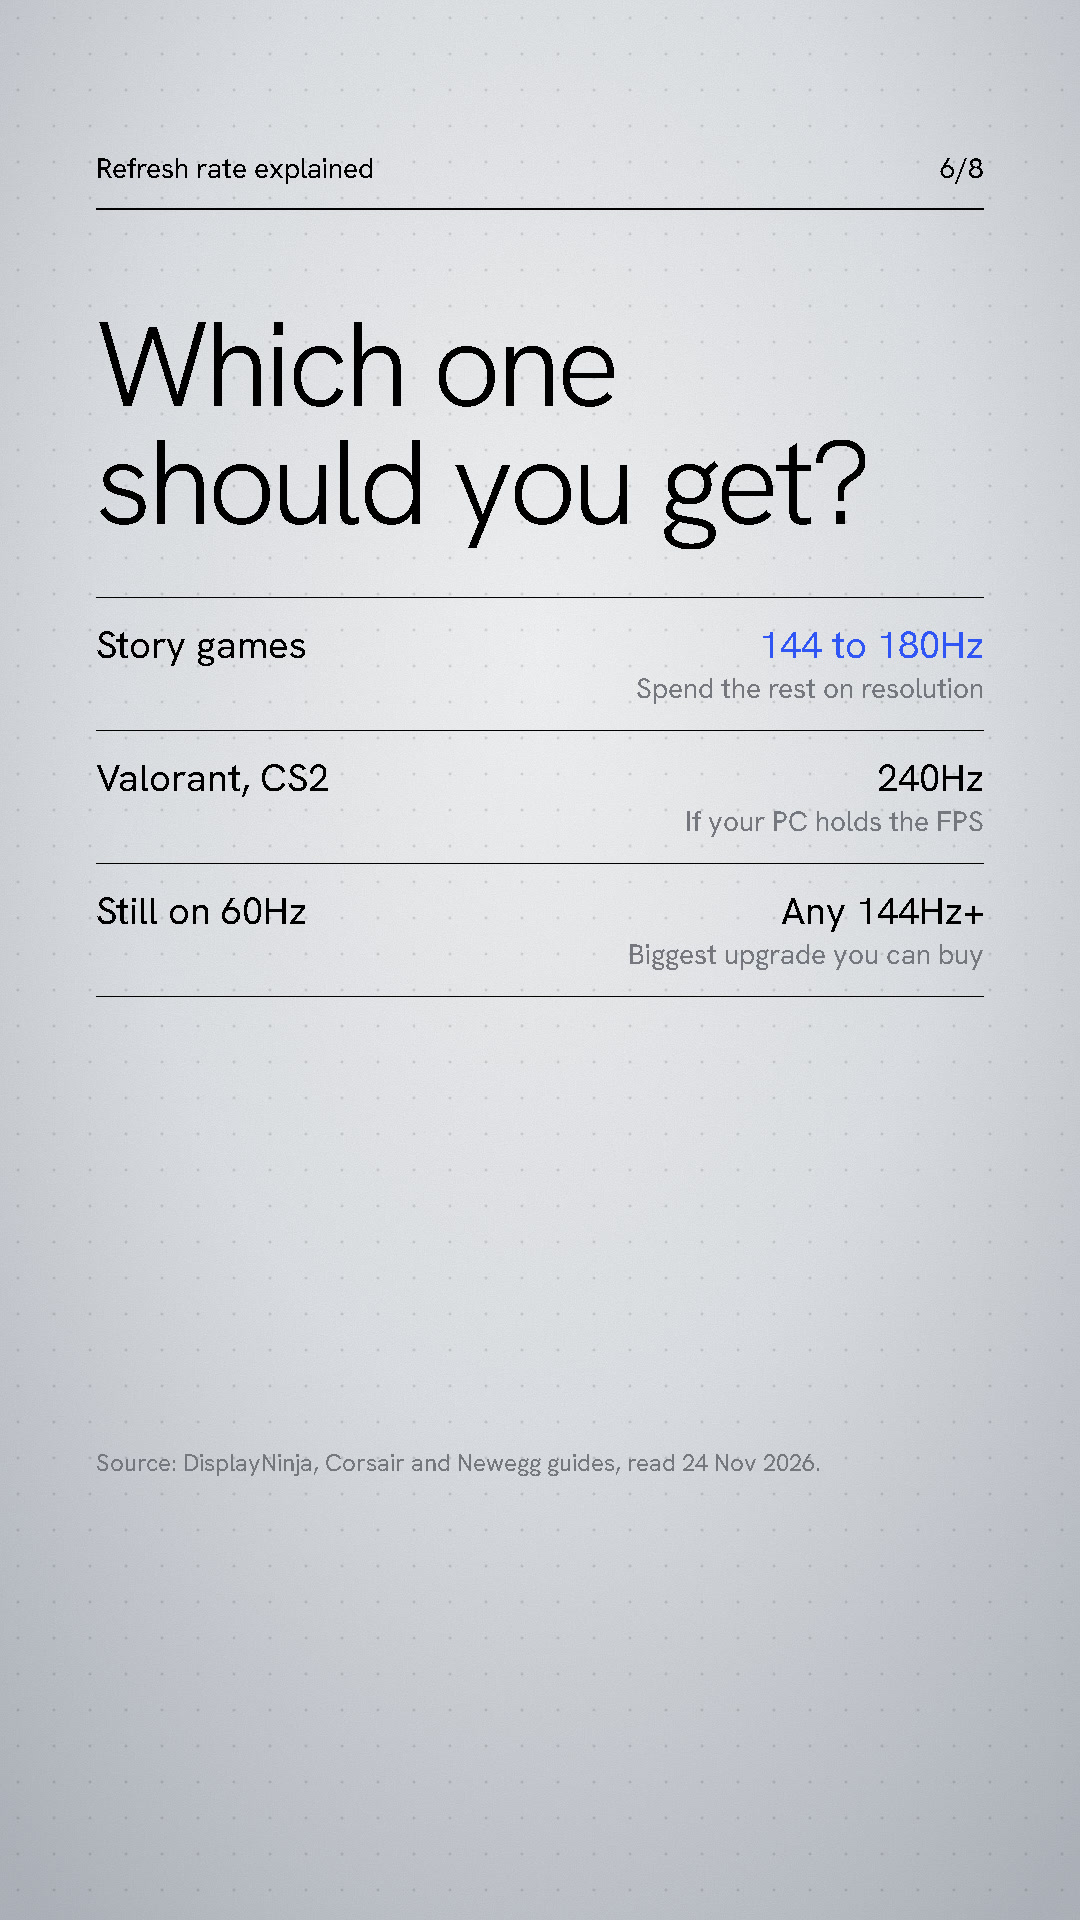 Refresh rate explained 6/8
Which one
should you get?
Story games 144 to 180Hz
Spend the rest on resolution
Valorant, CS2 240Hz
If your PC holds the FPS
Still on 60Hz Any 144Hz+
Biggest upgrade you can buy
Source: DisplayNinja, Corsair and Newegg guides, read 24 Nov 2026.